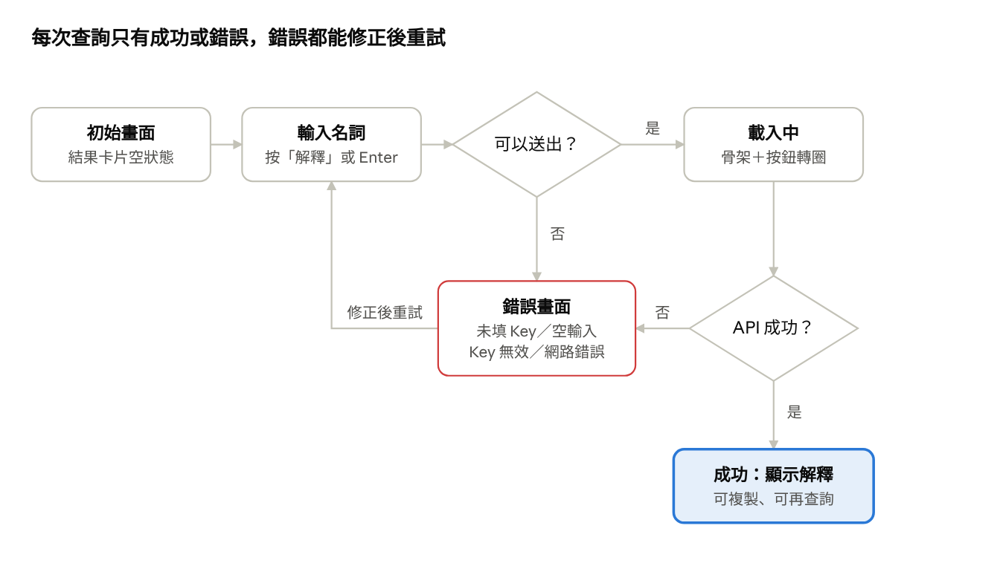 每次查詢只有成功或錯誤，錯誤都能修正後重試
初始畫面
結果卡片空狀態
輸入名詞
按「解釋」或 Enter
可以送出？
是
載入中
骨架＋按鈕轉圈
否
修正後重試
錯誤畫面
未填 Key／空輸入
Key 無效／網路錯誤
否
API 成功？
是
成功：顯示解釋
可複製、可再查詢